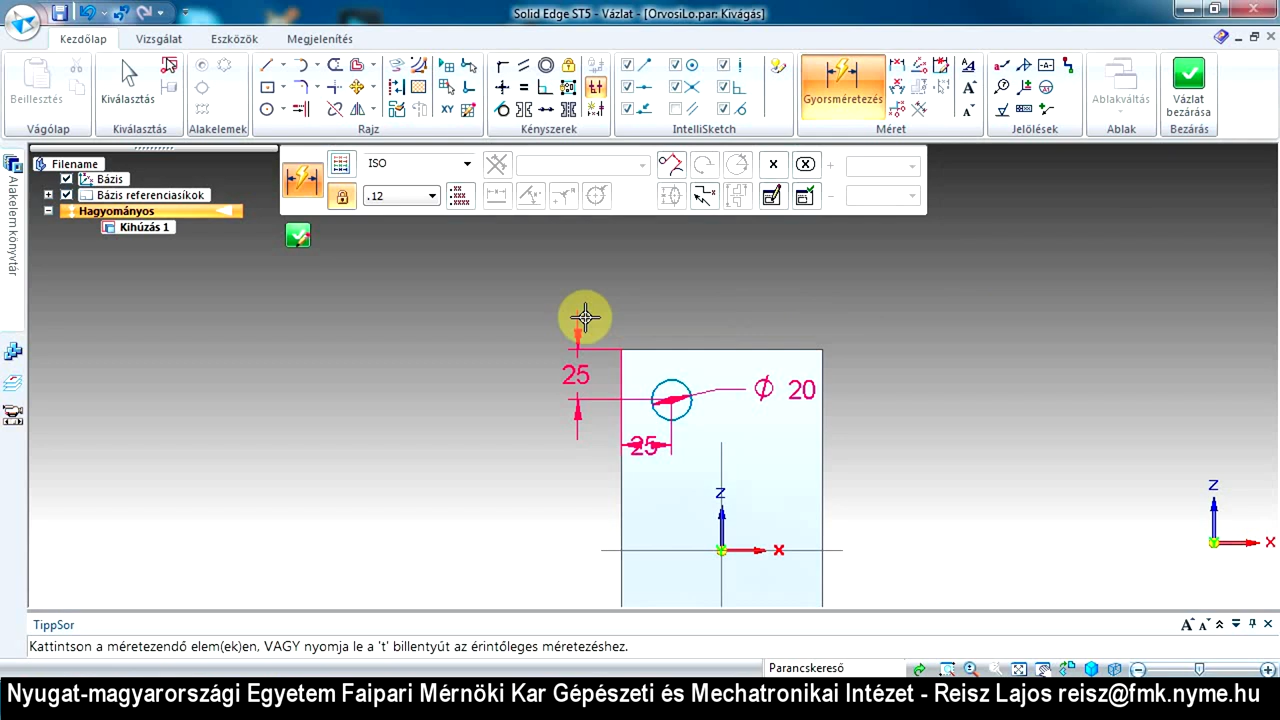 Solid Edge ST5 - Vázlat - [OrvosiLo.par: Kivágás]
Kezdőlap Vizsgálat Eszközök Megjelenítés
Beillesztés
Kiválasztás
Gyorsméretezés
Ablakváltás
Vázlat bezárása
Vágólap Kiválasztás Alakelemek Rajz Kényszerek IntelliSketch Méret Jelölések Ablak Bezárás
Alakelem könyvtár
Filename
Bázis
Bázis referenciasíkok
Hagyományos
Kihúzás 1
ISO
.12
25
Ø 20
25
Z
X
Z
X
TippSor
Kattintson a méretezendő elem(ek)en, VAGY nyomja le a 't' billentyűt az érintőleges méretezéshez.
Parancskereső
Nyugat-magyarországi Egyetem Faipari Mérnöki Kar Gépészeti és Mechatronikai Intézet - Reisz Lajos reisz@fmk.nyme.hu